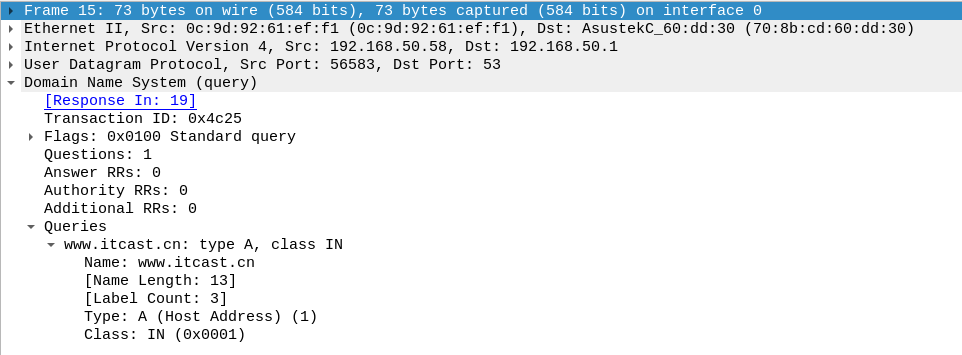 Frame 15: 73 bytes on wire (584 bits), 73 bytes captured (584 bits) on interface 0
Ethernet II, Src: 0c:9d:92:61:ef:f1 (0c:9d:92:61:ef:f1), Dst: AsustekC_60:dd:30 (70:8b:cd:60:dd:30)
Internet Protocol Version 4, Src: 192.168.50.58, Dst: 192.168.50.1
User Datagram Protocol, Src Port: 56583, Dst Port: 53
Domain Name System (query)
[Response In: 19]
Transaction ID: 0x4c25
Flags: 0x0100 Standard query
Questions: 1
Answer RRs: 0
Authority RRs: 0
Additional RRs: 0
Queries
www.itcast.cn: type A, class IN
Name: www.itcast.cn
[Name Length: 13]
[Label Count: 3]
Type: A (Host Address) (1)
Class: IN (0x0001)